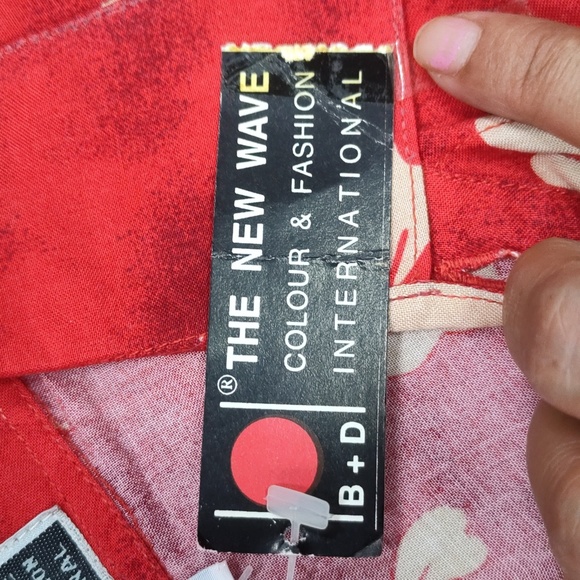 ® THE NEW WAVE
COLOUR & FASHION
INTERNATIONAL
B + D